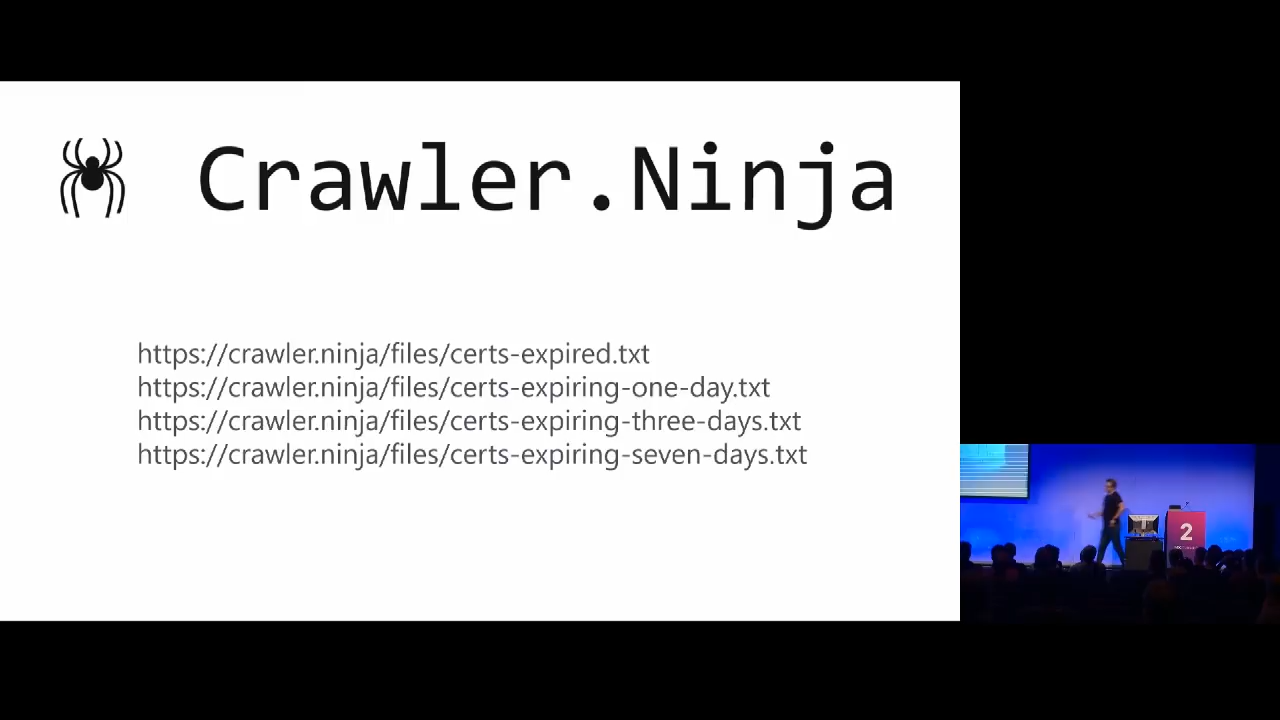 Crawler.Ninja
https://crawler.ninja/files/certs-expired.txt
https://crawler.ninja/files/certs-expiring-one-day.txt
https://crawler.ninja/files/certs-expiring-three-days.txt
https://crawler.ninja/files/certs-expiring-seven-days.txt
2